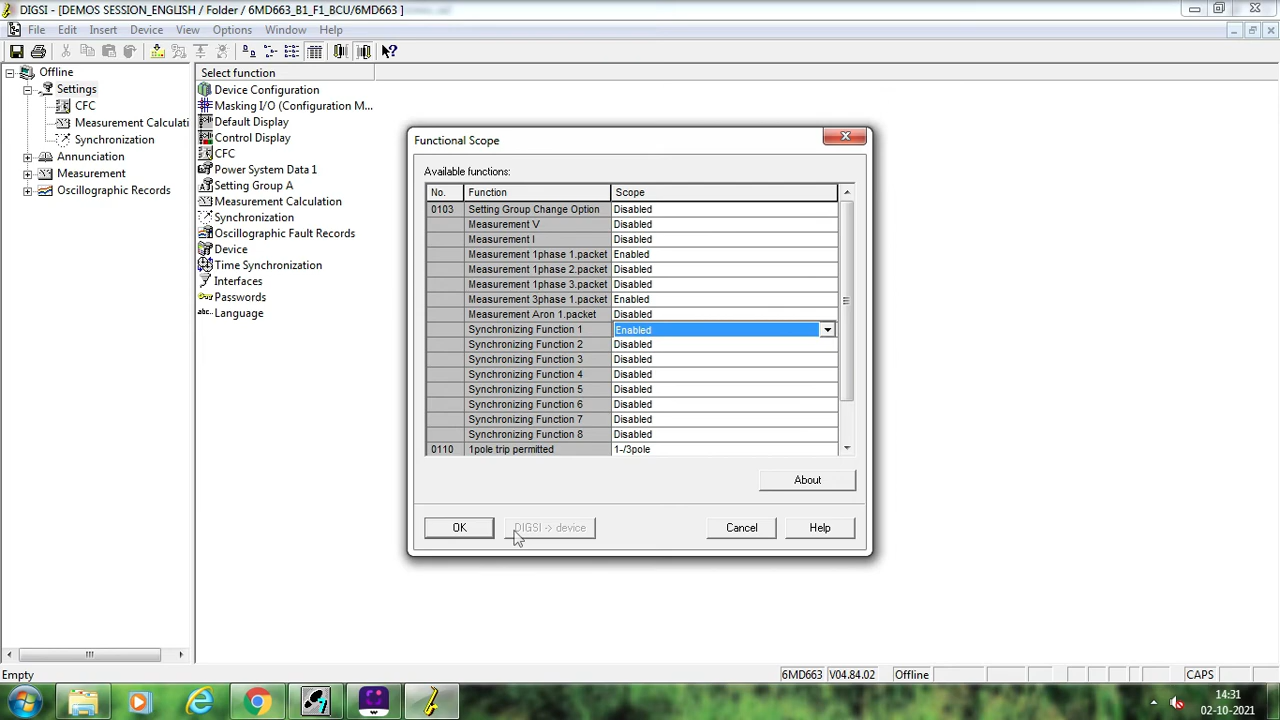 DIGSI - [DEMOS SESSION_ENGLISH / Folder / 6MD663_B1_F1_BCU/6MD663 ]
File Edit Insert Device View Options Window Help
Offline
Settings
CFC
Measurement Calculati
Synchronization
Annunciation
Measurement
Oscillographic Records
Select function
Device Configuration
Masking I/O (Configuration M...
Default Display
Control Display
CFC
Power System Data 1
Setting Group A
Measurement Calculation
Synchronization
Oscillographic Fault Records
Device
Time Synchronization
Interfaces
Passwords
abc.. Language
Functional Scope
Available functions:
No. Function Scope
0103 Setting Group Change Option Disabled
Measurement V Disabled
Measurement I Disabled
Measurement 1phase 1.packet Enabled
Measurement 1phase 2.packet Disabled
Measurement 1phase 3.packet Disabled
Measurement 3phase 1.packet Enabled
Measurement Aron 1.packet Disabled
Synchronizing Function 1 Enabled
Synchronizing Function 2 Disabled
Synchronizing Function 3 Disabled
Synchronizing Function 4 Disabled
Synchronizing Function 5 Disabled
Synchronizing Function 6 Disabled
Synchronizing Function 7 Disabled
Synchronizing Function 8 Disabled
0110 1pole trip permitted 1-/3pole
About
OK DIGSI -> device Cancel Help
Empty 6MD663 V04.84.02 Offline CAPS
14:31
02-10-2021